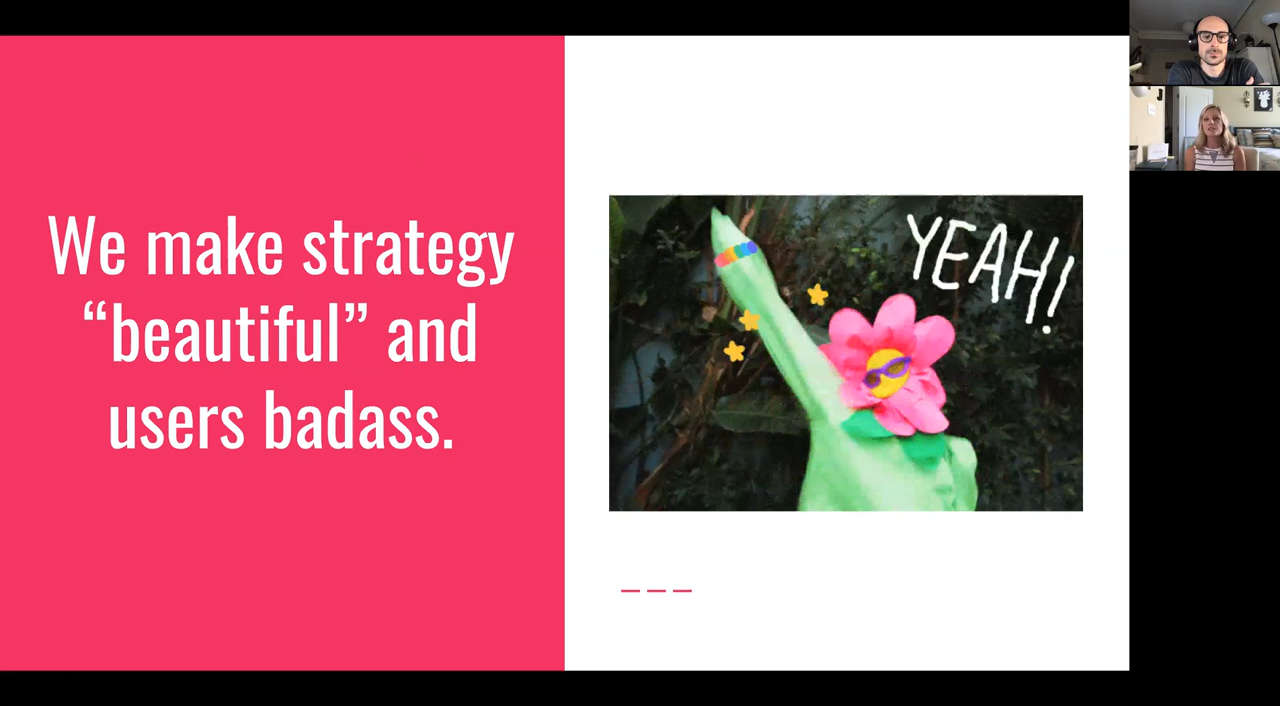 We make strategy
“beautiful” and
users badass.
YEAH!